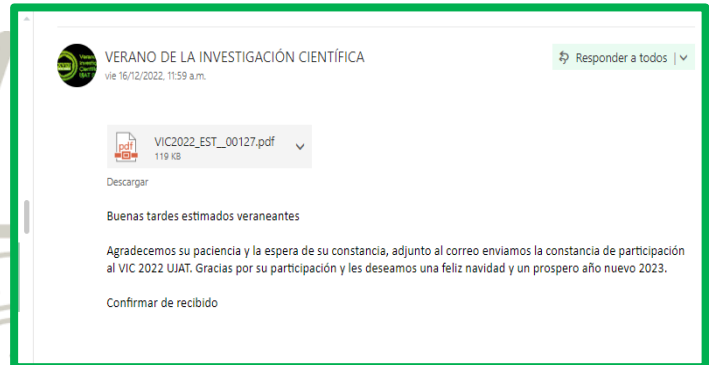 VERANO DE LA INVESTIGACIÓN CIENTÍFICA
vie 16/12/2022, 11:59 a.m.
Responder a todos
pdf
VIC2022_EST__00127.pdf
119 KB
Descargar
Buenas tardes estimados veraneantes
Agradecemos su paciencia y la espera de su constancia, adjunto al correo enviamos la constancia de participación
al VIC 2022 UJAT. Gracias por su participación y les deseamos una feliz navidad y un prospero año nuevo 2023.
Confirmar de recibido